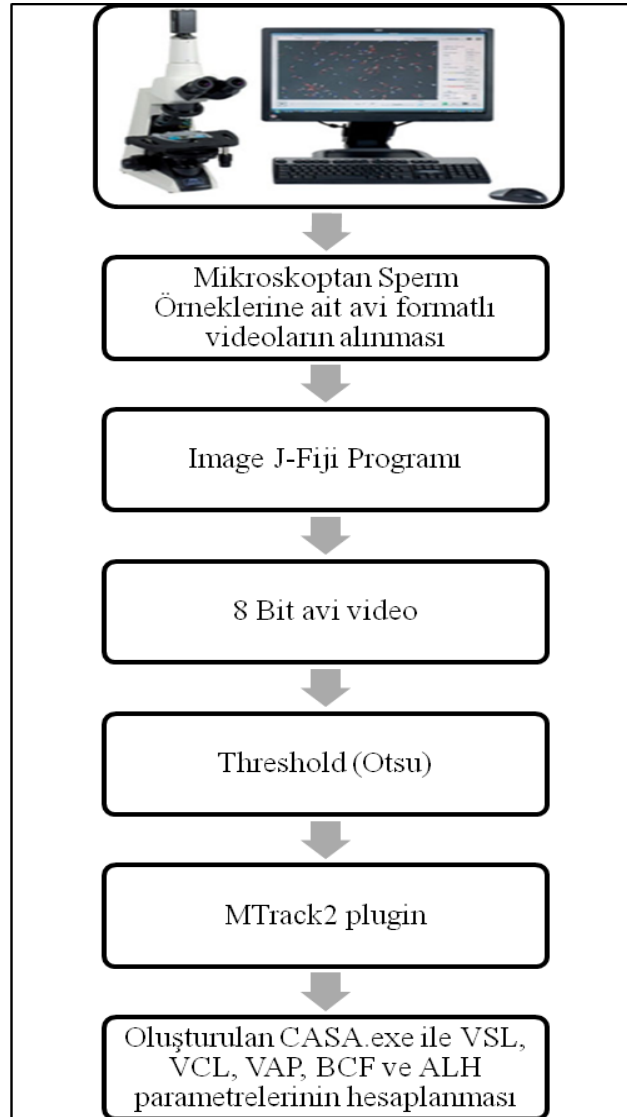 Mikroskoptan Sperm
Örneklerine ait avi formatlı
videoların alınması
Image J-Fiji Programı
8 Bit avi video
Threshold (Otsu)
MTrack2 plugin
Oluşturulan CASA.exe ile VSL,
VCL, VAP, BCF ve ALH
parametrelerinin hesaplanması